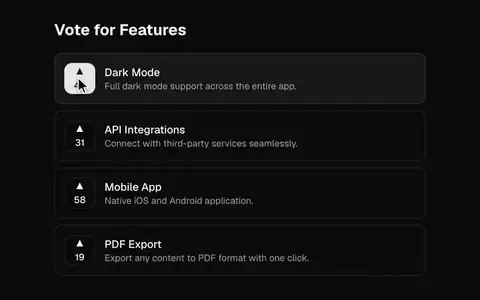 Vote for Features
▲
Dark Mode
Full dark mode support across the entire app.
▲
API Integrations
31
Connect with third-party services seamlessly.
▲
Mobile App
58
Native iOS and Android application.
▲
PDF Export
19
Export any content to PDF format with one click.